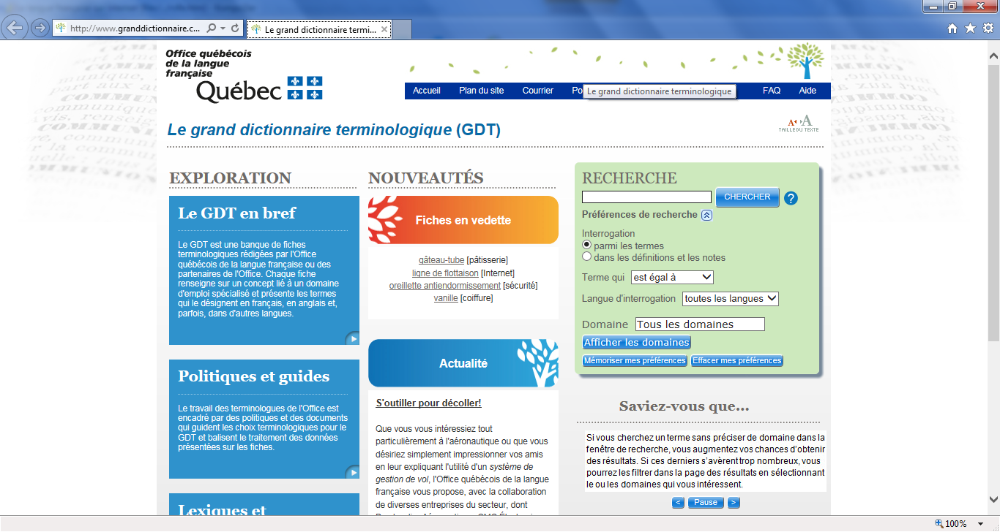 http://www.granddictionnaire.c...
Le grand dictionnaire termi...
Office québécois
de la langue
française
Québec
Accueil
Plan du site
Courrier
Po
Le grand dictionnaire terminologique
FAQ
Aide
Le grand dictionnaire terminologique (GDT)
A A
TAILLE DU TEXTE
EXPLORATION
Le GDT en bref
Le GDT est une banque de fiches
terminologiques rédigées par l'Office
québécois de la langue française ou des
partenaires de l'Office. Chaque fiche
renseigne sur un concept lié à un domaine
d'emploi spécialisé et présente les termes
qui le désignent en français, en anglais et,
parfois, dans d'autres langues.
Politiques et guides
Le travail des terminologues de l'Office est
encadré par des politiques et des documents
qui guident les choix terminologiques pour le
GDT et balisent le traitement des données
présentées sur les fiches.
Lexiques et
NOUVEAUTÉS
Fiches en vedette
gâteau-tube [pâtisserie]
ligne de flottaison [Internet]
oreillette antiendormissement [sécurité]
vanille [coiffure]
Actualité
S'outiller pour décoller!
Que vous vous intéressiez tout
particulièrement à l'aéronautique ou que vous
désiriez simplement impressionner vos amis
en leur expliquant l'utilité d'un système de
gestion de vol, l'Office québécois de la langue
française vous propose, avec la collaboration
de diverses entreprises du secteur, dont
RECHERCHE
CHERCHER
?
Préférences de recherche
Interrogation
parmi les termes
dans les définitions et les notes
Terme qui est égal à
Langue d'interrogation toutes les langues
Domaine Tous les domaines
Afficher les domaines
Mémoriser mes préférences Effacer mes préférences
Saviez-vous que...
Si vous cherchez un terme sans préciser de domaine dans la
fenêtre de recherche, vous augmentez vos chances d'obtenir
des résultats. Si ces derniers s'avèrent trop nombreux, vous
pourrez les filtrer dans la page des résultats en sélectionnant
le ou les domaines qui vous intéressent.
< Pause >
100%